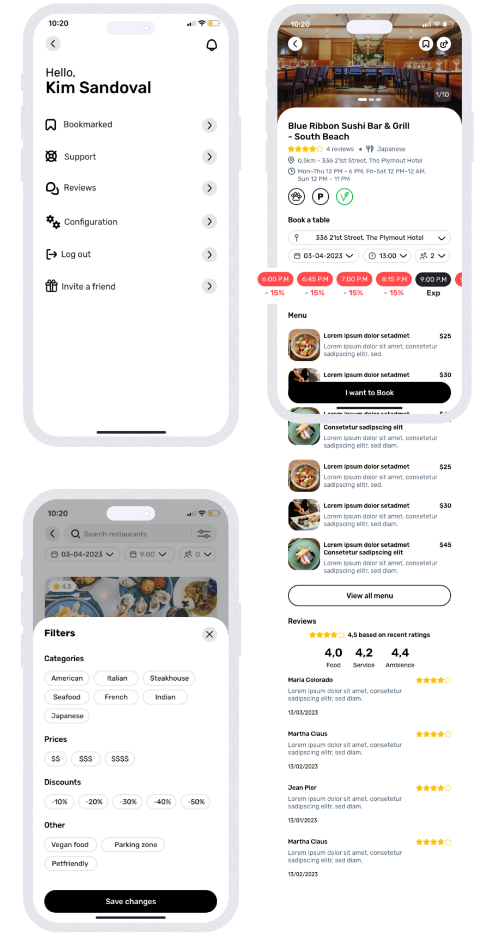 10:20
Hello,
Kim Sandoval
Bookmarked
Support
Reviews
Configuration
Log out
Invite a friend
10:20
1/10
Blue Ribbon Sushi Bar & Grill
- South Beach
4 reviews • Japanese
0,5km - 336 21st Street, The Plymout Hotel
Mon-Thu 12 PM - 6 PM, Fri-Sat 12 PM-12 AM.
Sun 12 PM - 11 PM
P
Book a table
336 21st Street, The Plymout Hotel
03-04-2023 13:00 2
6:00 P.M 6:45 P.M 7:00 P.M 8:15 P.M 9:00 P.M
- 15% - 15% - 15% - 15% Exp
Menu
Lorem ipsum dolor setadmet $25
Lorem ipsum dolor sit amet, consetetur
sadipscing elitr, sed.
Lorem ipsum dolor setadmet $30
I want to Book
Consetetur sadipscing elit
Lorem ipsum dolor sit amet, consetetur
sadipscing elitr, sed diam.
Lorem ipsum dolor setadmet $25
Lorem ipsum dolor sit amet, consetetur
sadipscing elitr, sed.
Lorem ipsum dolor setadmet $30
Lorem ipsum dolor sit amet, consetetur
sadipscing elitr, sed diam.
Lorem ipsum dolor setadmet $45
Consetetur sadipscing elit
Lorem ipsum dolor sit amet, consetetur
sadipscing elitr, sed diam.
View all menu
Reviews
4,5 based on recent ratings
4,0 4,2 4,4
Food Service Ambience
Maria Colorado
Lorem ipsum dolor sit amet, consetetur
sadipscing elitr, sed diam.
13/03/2023
Martha Claus
Lorem ipsum dolor sit amet, consetetur
sadipscing elitr, sed diam.
13/02/2023
Jean Pier
Lorem ipsum dolor sit amet, consetetur
sadipscing elitr, sed diam.
13/01/2023
Martha Claus
Lorem ipsum dolor sit amet, consetetur
sadipscing elitr, sed diam.
13/02/2023
10:20
Search restaurants
03-04-2023 9:00 0
4,5
Filters
Categories
American Italian Steakhouse
Seafood French Indian
Japanese
Prices
$$ $$$ $$$$
Discounts
-10% -20% -30% -40% -50%
Other
Vegan food Parking zone
Petfriendly
Save changes